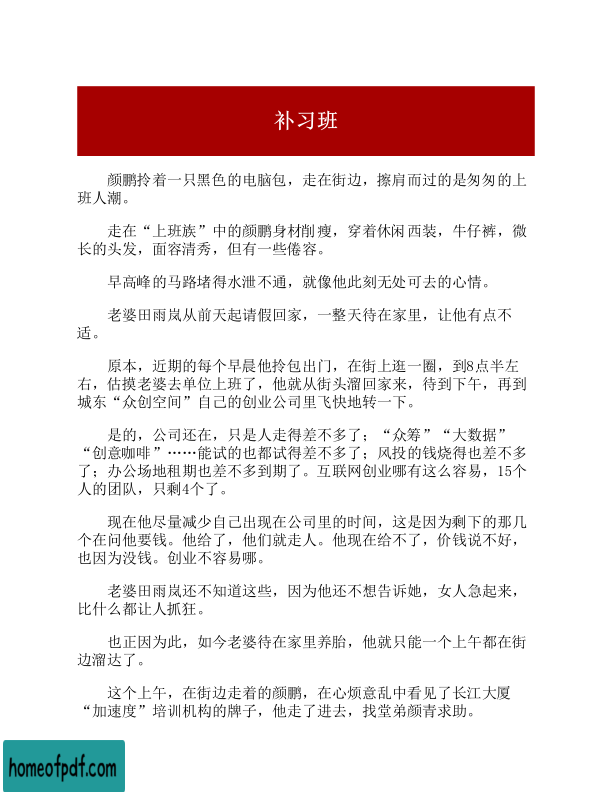 补习班
颜鹏拎着一只黑色的电脑包，走在街边，擦肩而过的是匆匆的上
班人潮。
走在“上班族”中的颜鹏身材削瘦，穿着休闲西装，牛仔裤，微
长的头发，面容清秀，但有一些倦容。
早高峰的马路堵得水泄不通，就像他此刻无处可去的心情。
老婆田雨岚从前天起请假回家，一整天待在家里，让他有点不
适。
原本，近期的每个早晨他拎包出门，在街上逛一圈，到8点半左
右，估摸老婆去单位上班了，他就从街头溜回家来，待到下午，再到
城东“众创空间”自己的创业公司里飞快地转一下。
是的，公司还在，只是人走得差不多了；“众筹”“大数据”
“创意咖啡”……能试的也都试得差不多了；风投的钱烧得也差不多
了；办公场地租期也差不多到期了。互联网创业哪有这么容易，15个
人的团队，只剩4个了。
现在他尽量减少自己出现在公司里的时间，这是因为剩下的那几
个在问他要钱。他给了，他们就走人。他现在给不了，价钱说不好，
也因为没钱。创业不容易哪。
老婆田雨岚还不知道这些，因为他还不想告诉她，女人急起来，
比什么都让人抓狂。
也正因为此，如今老婆待在家里养胎，他就只能一个上午都在街
边溜达了。
这个上午，在街边走着的颜鹏，在心烦意乱中看见了长江大厦
“加速度”培训机构的牌子，他走了进去，找堂弟颜青求助。
homeofpdf.com